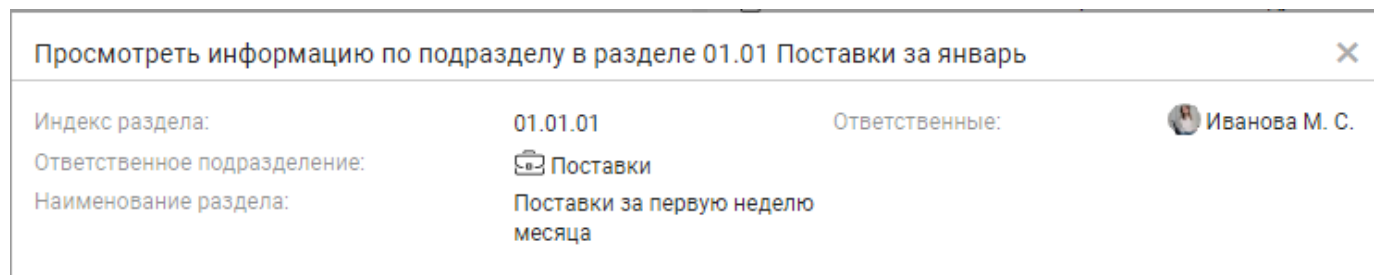 Просмотреть информацию по подразделу в разделе 01.01 Поставки за январь
Индекс раздела: 01.01.01 Ответственные: Иванова М. С.
Ответственное подразделение: Поставки
Наименование раздела: Поставки за первую неделю
месяца